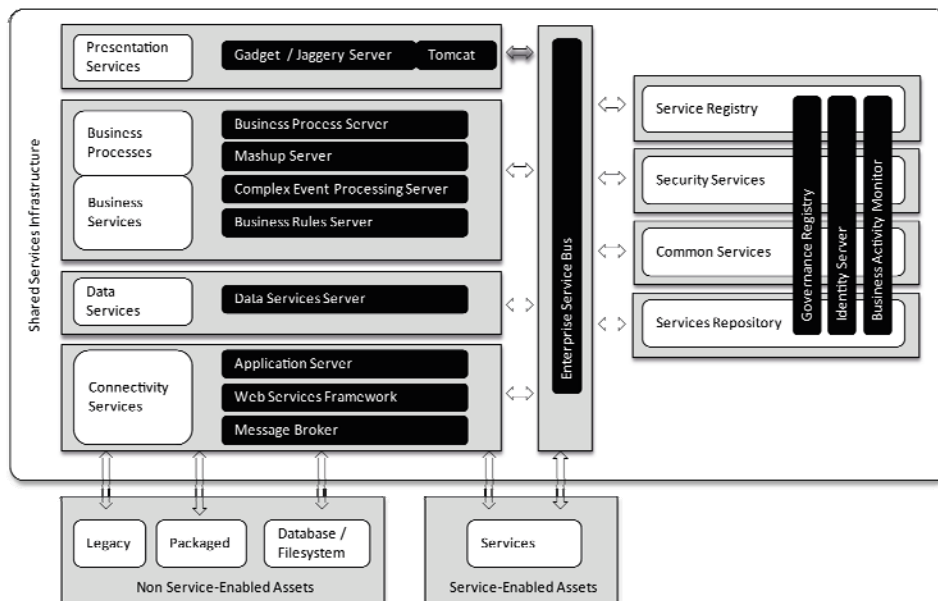 Shared Services Infrastructure
Presentation
Services
Gadget / Jaggery Server
Tomcat
Business
Processes
Business
Services
Business Process Server
Mashup Server
Complex Event Processing Server
Business Rules Server
Data
Services
Data Services Server
Connectivity
Services
Application Server
Web Services Framework
Message Broker
Enterprise Service Bus
Service Registry
Security Services
Common Services
Services Repository
Governance Registry
Identity Server
Business Activity Monitor
Legacy
Packaged
Database /
Filesystem
Non Service-Enabled Assets
Services
Service-Enabled Assets